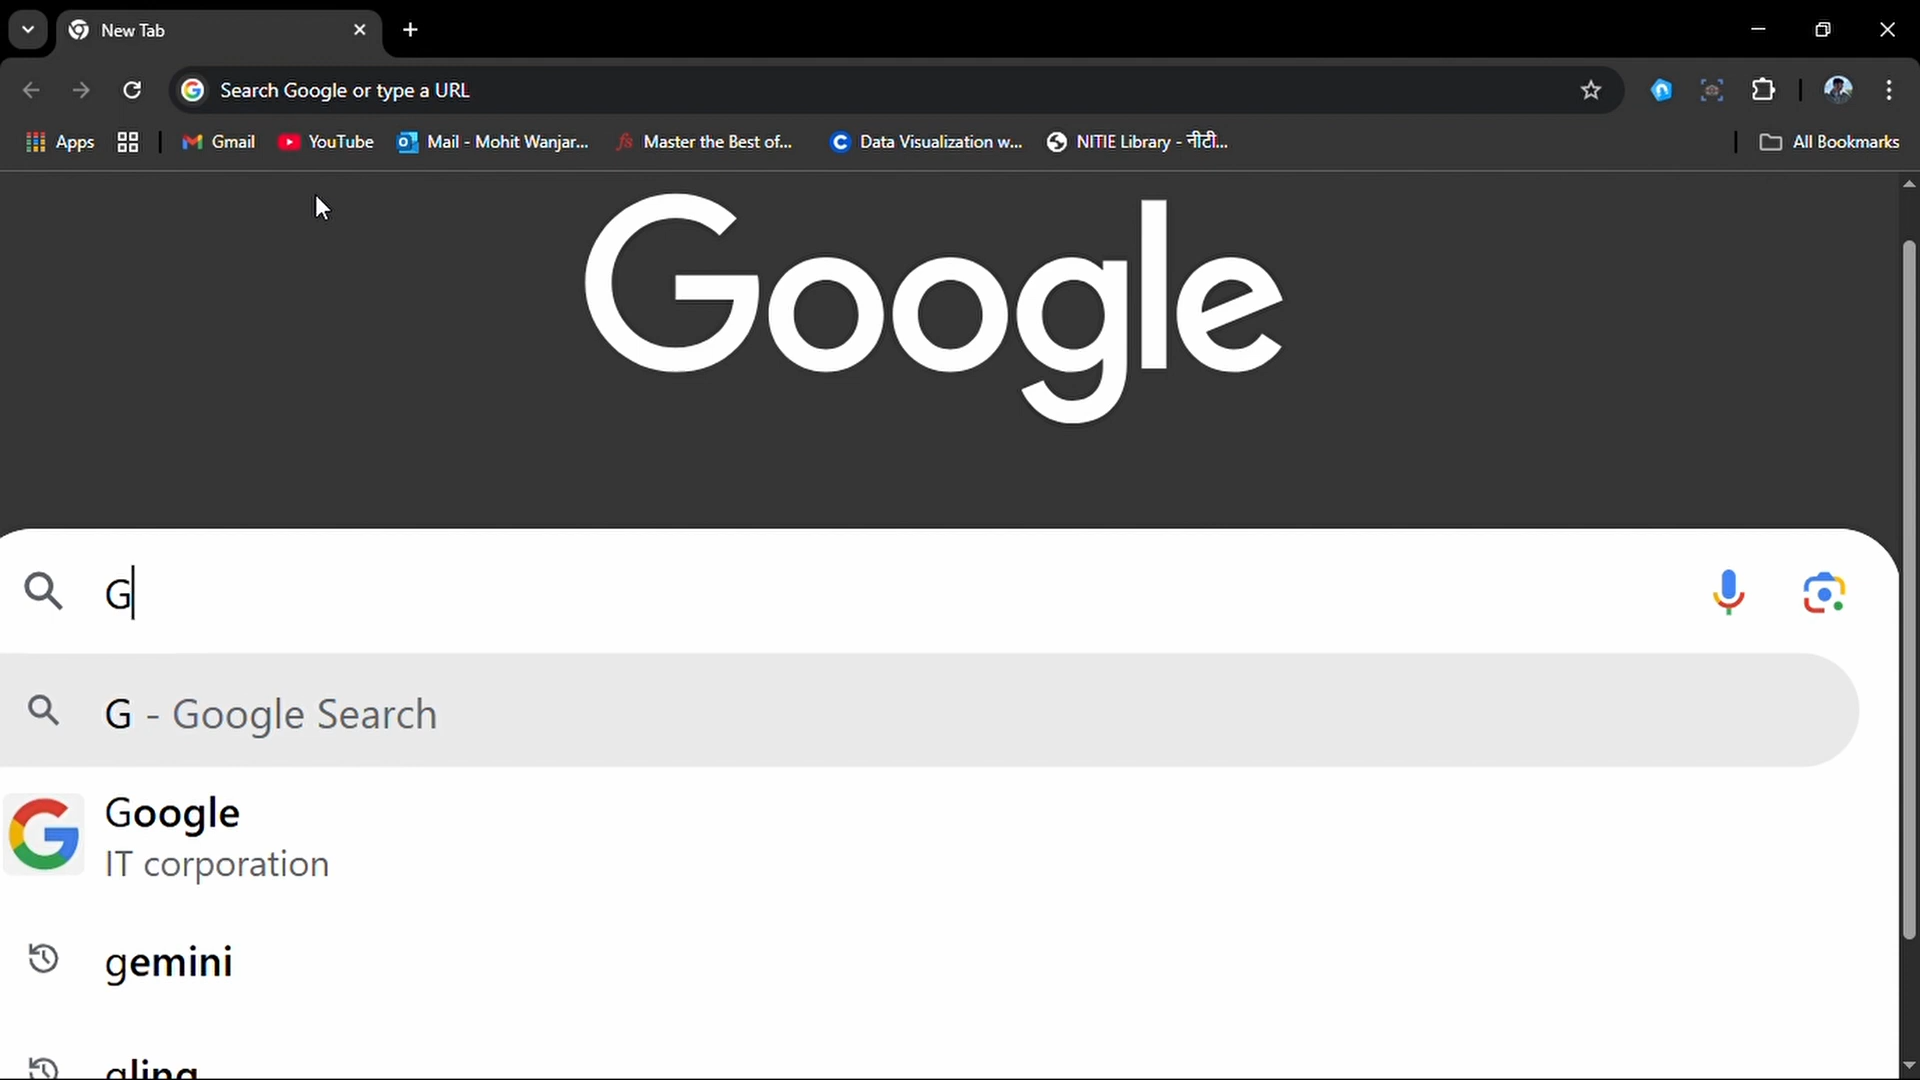 New Tab
Search Google or type a URL
Apps Gmail YouTube Mail - Mohit Wanjar... Master the Best of... Data Visualization w... NITIE Library - नीटी... All Bookmarks
Google
G
G - Google Search
Google
IT corporation
gemini